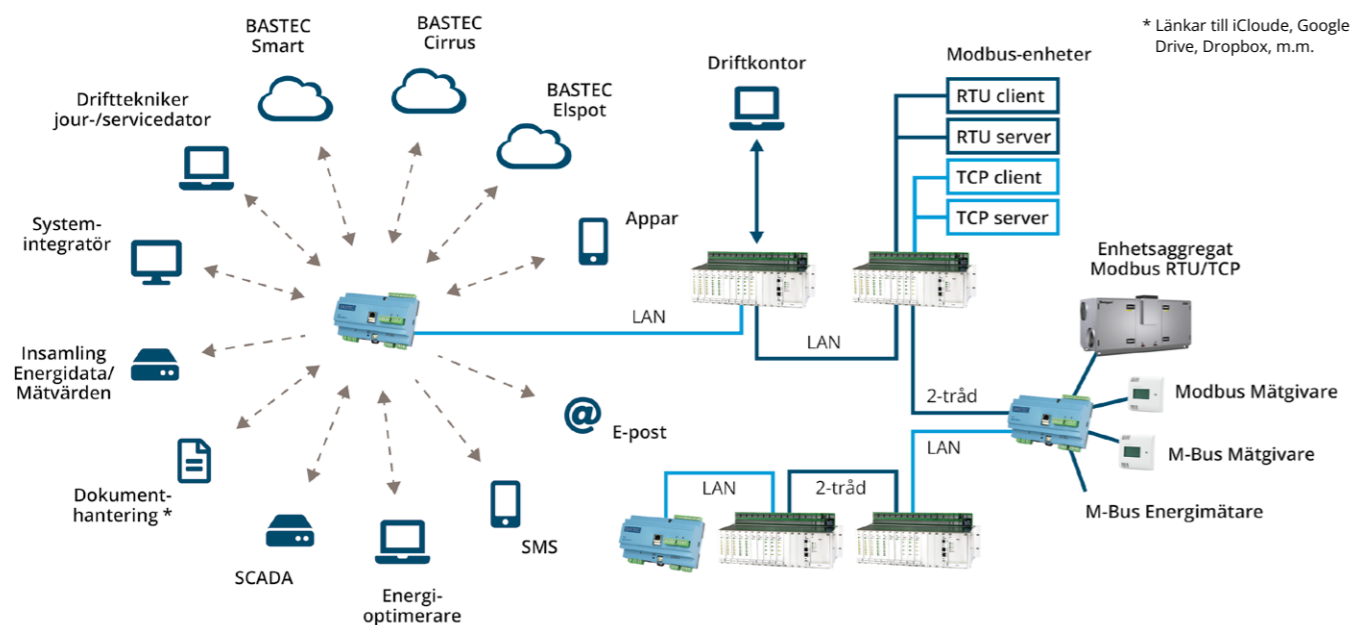 BASTEC
Smart
BASTEC
Cirrus
BASTEC
Elspot
Drifttekniker
jour-/servicedator
System-
integratör
Insamling
Energidata/
Mätvärden
Dokument-
hantering *
SCADA
Energi-
optimerare
SMS
E-post
Appar
LAN
Driftkontor
LAN
Modbus-enheter
RTU client
RTU server
TCP client
TCP server
* Länkar till iCloude, Google
Drive, Dropbox, m.m.
Enhetsaggregat
Modbus RTU/TCP
2-tråd
Modbus Mätgivare
M-Bus Mätgivare
M-Bus Energimätare
LAN
2-tråd
LAN
BASTEC